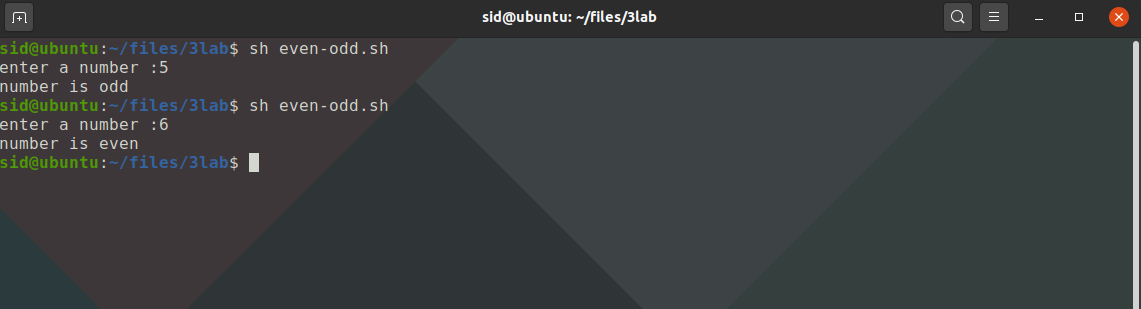 sid@ubuntu: ~/files/3lab
sid@ubuntu:~/files/3lab$ sh even-odd.sh
enter a number :5
number is odd
sid@ubuntu:~/files/3lab$ sh even-odd.sh
enter a number :6
number is even
sid@ubuntu:~/files/3lab$